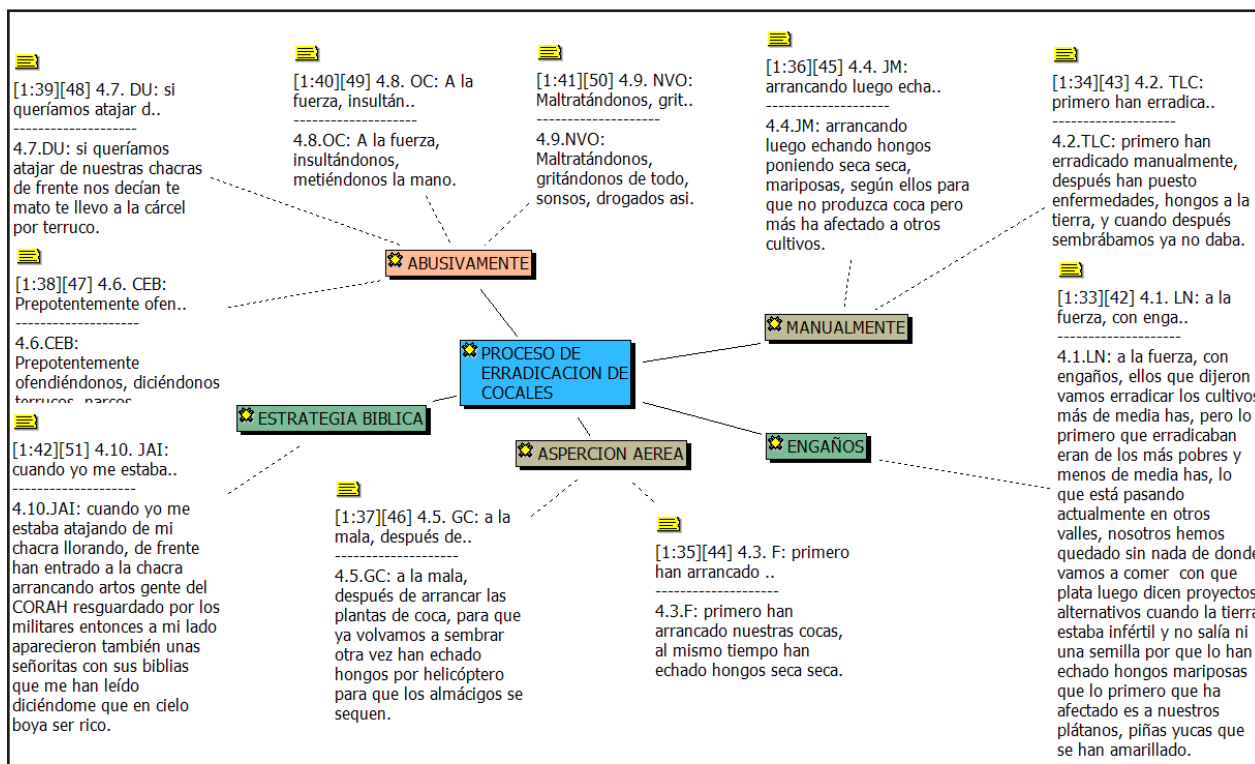 [1:39][48] 4.7. DU: si
queríamos atajar d..
--------------------
4.7.DU: si queríamos
atajar de nuestras chacras
de frente nos decían te
mato te llevo a la cárcel
por terruco.
[1:40][49] 4.8. OC: A la
fuerza, insultán..
--------------------
4.8.OC: A la fuerza,
insultándonos,
metiéndonos la mano.
[1:41][50] 4.9. NVO:
Maltratándonos, grit..
--------------------
4.9.NVO:
Maltratándonos,
gritándonos de todo,
sonsos, drogados asi.
[1:36][45] 4.4. JM:
arrancando luego echa..
--------------------
4.4.JM: arrancando
luego echando hongos
poniendo seca seca,
mariposas, según ellos para
que no produzca coca pero
más ha afectado a otros
cultivos.
[1:34][43] 4.2. TLC:
primero han erradica..
--------------------
4.2.TLC: primero han
erradicado manualmente,
después han puesto
enfermedades, hongos a la
tierra, y cuando después
sembrábamos ya no daba.
ABUSIVAMENTE
[1:38][47] 4.6. CEB:
Prepotentemente ofen..
--------------------
4.6.CEB:
Prepotentemente
ofendiéndonos, diciéndonos
terrucos, narcos
MANUALMENTE
PROCESO DE
ERRADICACION DE
COCALES
[1:33][42] 4.1. LN: a la
fuerza, con enga..
--------------------
4.1.LN: a la fuerza, con
engaños, ellos que dijeron
vamos erradicar los cultivos
más de media has, pero lo
primero que erradicaban
eran de los más pobres y
menos de media has, lo
que está pasando
actualmente en otros
valles, nosotros hemos
quedado sin nada de donde
vamos a comer con que
plata luego dicen proyectos
alternativos cuando la tierra
estaba infértil y no salía ni
una semilla por que lo han
echado hongos mariposas
que lo primero que ha
afectado es a nuestros
plátanos, piñas yucas que
se han amarillado.
ESTRATEGIA BIBLICA
ASPERCION AEREA
ENGAÑOS
[1:42][51] 4.10. JAI:
cuando yo me estaba..
--------------------
4.10.JAI: cuando yo me
estaba atajando de mi
chacra llorando, de frente
han entrado a la chacra
arrancando artos gente del
CORAH resguardado por los
militares entonces a mi lado
aparecieron también unas
señoritas con sus biblias
que me han leído
diciéndome que en cielo
boya ser rico.
[1:37][46] 4.5. GC: a la
mala, después de..
--------------------
4.5.GC: a la mala,
después de arrancar las
plantas de coca, para que
ya volvamos a sembrar
otra vez han echado
hongos por helicóptero
para que los almácigos se
sequen.
[1:35][44] 4.3. F: primero
han arrancado ..
--------------------
4.3.F: primero han
arrancado nuestras cocas,
al mismo tiempo han
echado hongos seca seca.